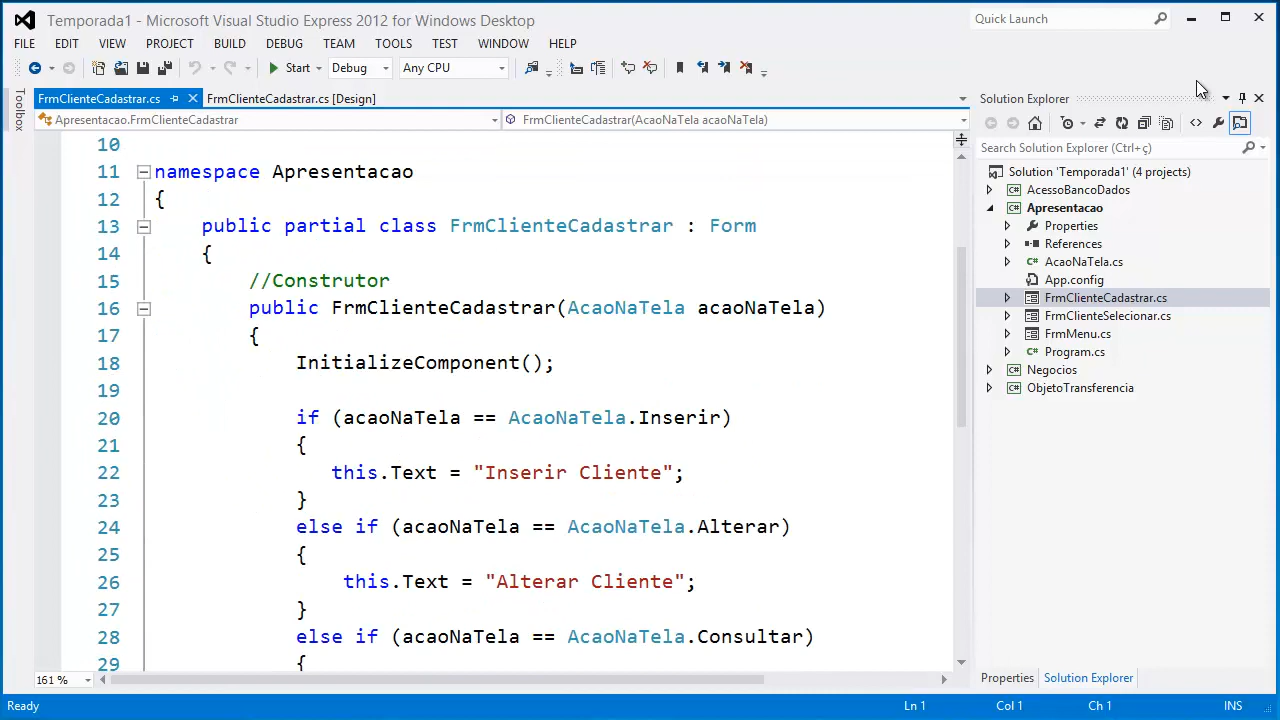 Temporada1 - Microsoft Visual Studio Express 2012 for Windows Desktop
Quick Launch
FILE EDIT VIEW PROJECT BUILD DEBUG TEAM TOOLS TEST WINDOW HELP
Start Debug Any CPU
Toolbox
FrmClienteCadastrar.cs FrmClienteCadastrar.cs [Design]
Apresentacao.FrmClienteCadastrar FrmClienteCadastrar(AcaoNaTela acaoNaTela)
10
11 namespace Apresentacao
12 {
13 public partial class FrmClienteCadastrar : Form
14 {
15 //Construtor
16 public FrmClienteCadastrar(AcaoNaTela acaoNaTela)
17 {
18 InitializeComponent();
19
20 if (acaoNaTela == AcaoNaTela.Inserir)
21 {
22 this.Text = "Inserir Cliente";
23 }
24 else if (acaoNaTela == AcaoNaTela.Alterar)
25 {
26 this.Text = "Alterar Cliente";
27 }
28 else if (acaoNaTela == AcaoNaTela.Consultar)
29 {
161 %
Solution Explorer
Search Solution Explorer (Ctrl+ç)
Solution 'Temporada1' (4 projects)
AcessoBancoDados
Apresentacao
Properties
References
AcaoNaTela.cs
App.config
FrmClienteCadastrar.cs
FrmClienteSelecionar.cs
FrmMenu.cs
Program.cs
Negocios
ObjetoTransferencia
Properties Solution Explorer
Ready Ln 1 Col 1 Ch 1 INS